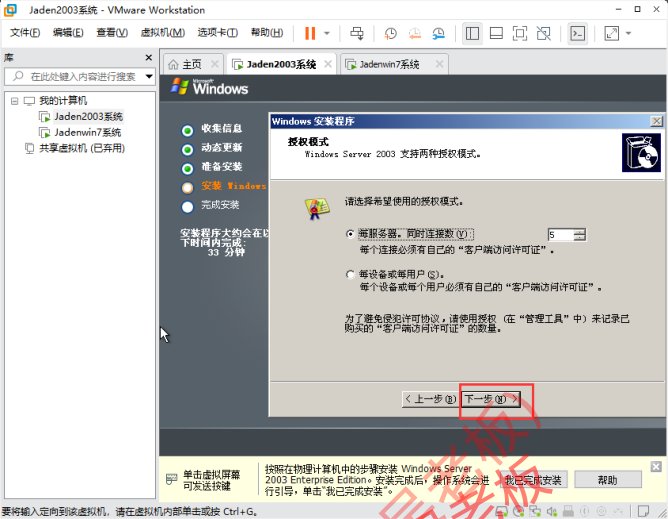 Jaden2003系统 - VMware Workstation
文件(F) 编辑(E) 查看(V) 虚拟机(M) 选项卡(T) 帮助(H)
库
在此处键入内容进行搜索
我的计算机
Jaden2003系统
Jadenwin7系统
共享虚拟机 (已弃用)
主页
Jaden2003系统
Jadenwin7系统
Microsoft
Windows
收集信息
动态更新
准备安装
安装 Windows
完成安装
安装程序大约会在以
下时间内完成:
33 分钟
Windows 安装程序
授权模式
Windows Server 2003 支持两种授权模式。
请选择希望使用的授权模式。
每服务器。同时连接数(V): 5
每个连接必须有自己的“客户端访问许可证”。
每设备或每用户(S)。
每个设备或每个用户必须有自己的“客户端访问许可证”。
为了避免侵犯许可协议,请使用授权(在“管理工具”中)来记录已
购买的“客户端访问许可证”的数量。
< 上一步(B) 下一步(N) >
单击虚拟屏幕
可发送按键
按照在物理计算机中的步骤安装 Windows Server
2003 Enterprise Edition。安装完成后,操作系统会进
行引导,单击“我已完成安装”。
我已完成安装
帮助
要将输入定向到该虚拟机,请在虚拟机内部单击或按 Ctrl+G。
老板)
老板